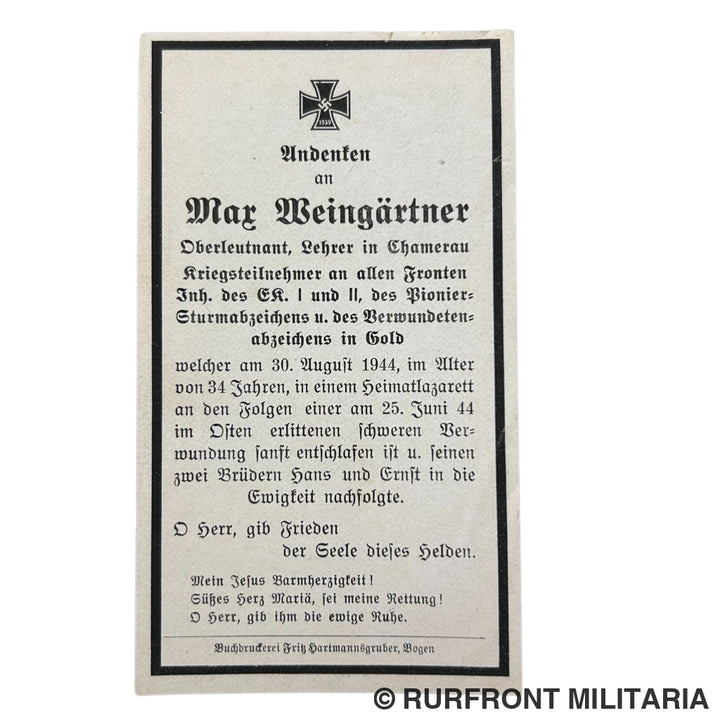 1939
Andenken
an
Max Weingärtner
Oberleutnant, Lehrer in Chamerau
Kriegsteilnehmer an allen Fronten
Inh. des EK. I und II, des Pionier-
Sturmabzeichens u. des Verwundeten-
abzeichens in Gold
welcher am 30. August 1944, im Alter
von 34 Jahren, in einem Heimatlazarett
an den Folgen einer am 25. Juni 44
im Osten erlittenen schweren Ver-
wundung sanft entschlafen ist u. seinen
zwei Brüdern Hans und Ernst in die
Ewigkeit nachfolgte.
O Herr, gib Frieden
der Seele dieses Helden.
Mein Jesus Barmherzigkeit!
Süßes Herz Mariä, sei meine Rettung!
O Herr, gib ihm die ewige Ruhe.
Buchdruckerei Fritz Hartmannsgruber, Bogen
© RURFRONT MILITARIA